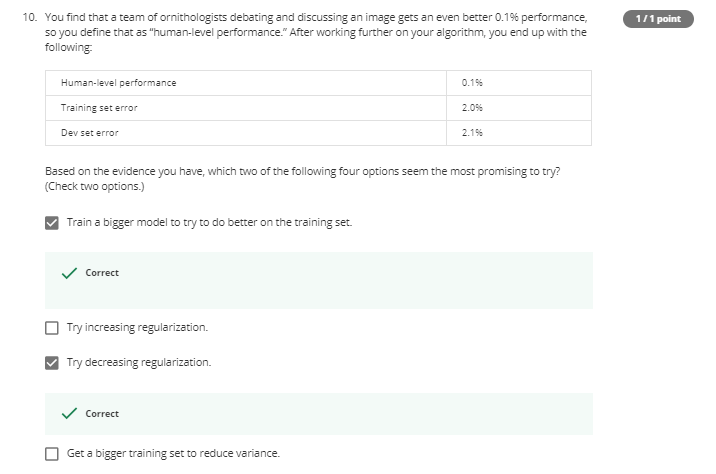 10. You find that a team of ornithologists debating and discussing an image gets an even better 0.1% performance,
1 / 1 point
so you define that as "human-level performance." After working further on your algorithm, you end up with the
following:
Human-level performance 0.1%
Training set error 2.0%
Dev set error 2.1%
Based on the evidence you have, which two of the following four options seem the most promising to try?
(Check two options.)
Train a bigger model to try to do better on the training set.
Correct
Try increasing regularization.
Try decreasing regularization.
Correct
Get a bigger training set to reduce variance.